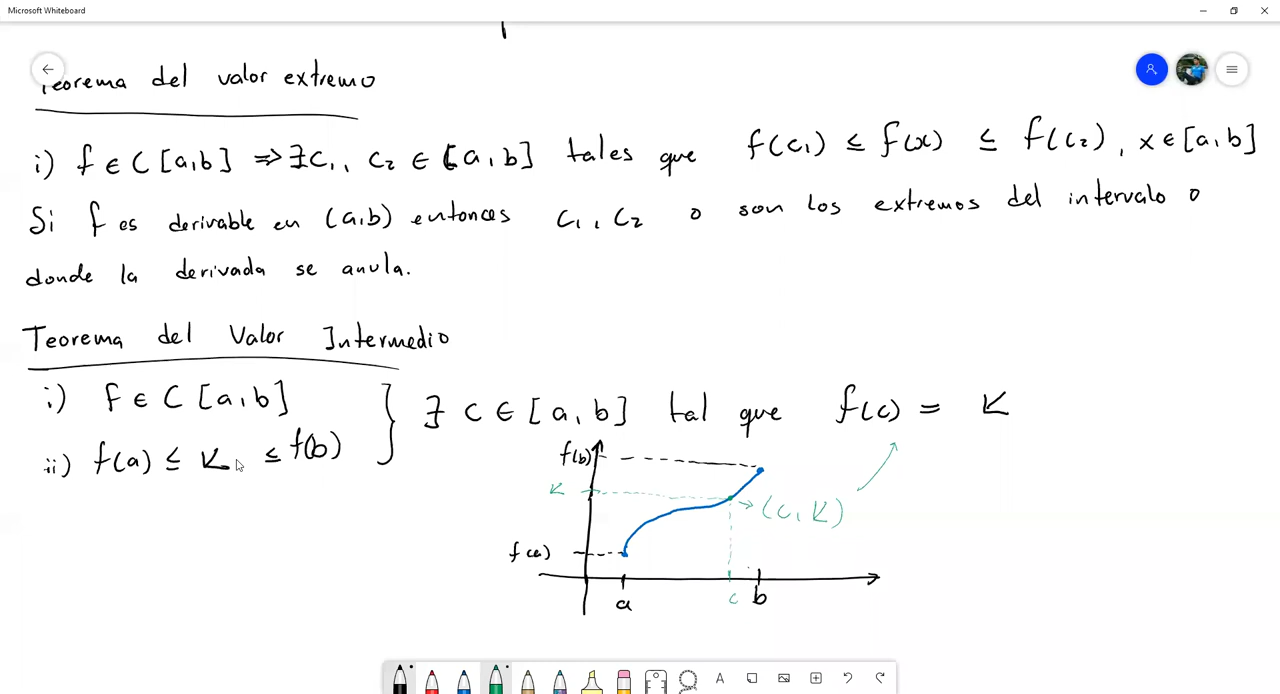 Microsoft Whiteboard
Teorema del valor extremo
i) f ∈ C [a,b] ⇒ ∃ c₁, c₂ ∈ [a,b] tales que f(c₁) ≤ f(x) ≤ f(c₂), x ∈ [a,b]
Si f es derivable en (a,b) entonces c₁, c₂ o son los extremos del intervalo o
donde la derivada se anula.
Teorema del Valor Intermedio
i) f ∈ C [a,b]
ii) f(a) ≤ K ≤ f(b)
} ∃ c ∈ [a,b] tal que f(c) = K
f(b)
K
(c, K)
f(a)
a
c
b
A